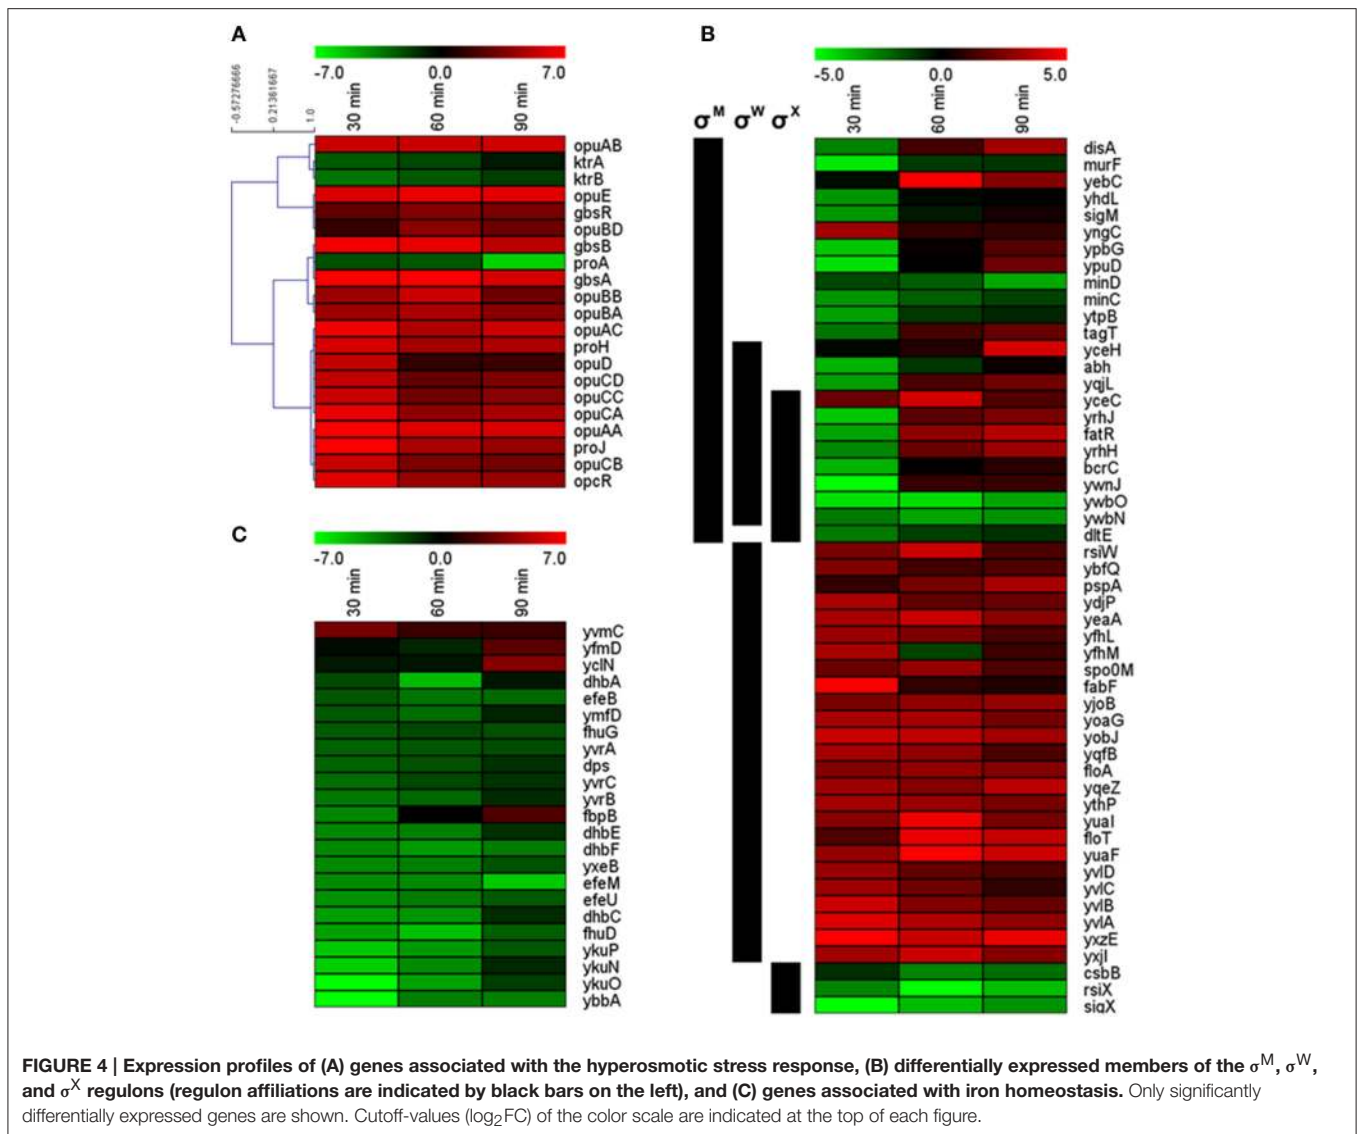 A
-7.0 0.0 7.0
-0.57276666
0.21361667
1.0
30 min
60 min
90 min
opuAB
ktrA
ktrB
opuE
gbsR
opuBD
gbsB
proA
gbsA
opuBB
opuBA
opuAC
proH
opuD
opuCD
opuCC
opuCA
opuAA
proJ
opuCB
opcR
B
-5.0 0.0 5.0
30 min
60 min
90 min
σM σW σX
disA
murF
yebC
yhdL
sigM
yngC
ypbG
ypuD
minD
minC
ytpB
tagT
yceH
abh
yqjL
yceC
yrhJ
fatR
yrhH
bcrC
ywnJ
ywbO
ywbN
dltE
rsiW
ybfQ
pspA
ydjP
yeaA
yfhL
yfhM
spo0M
fabF
yjoB
yoaG
yobJ
yqfB
floA
yqeZ
ythP
yuaI
floT
yuaF
yvlD
yvlC
yvlB
yvlA
yxzE
yxjI
csbB
rsiX
sigX
C
-7.0 0.0 7.0
30 min
60 min
90 min
yvmC
yfmD
yclN
dhbA
efeB
ymfD
fhuG
yvrA
dps
yvrC
yvrB
fbpB
dhbE
dhbF
yxeB
efeM
efeU
dhbC
fhuD
ykuP
ykuN
ykuO
ybbA
FIGURE 4 | Expression profiles of (A) genes associated with the hyperosmotic stress response, (B) differentially expressed members of the σM, σW,
and σX regulons (regulon affiliations are indicated by black bars on the left), and (C) genes associated with iron homeostasis. Only significantly
differentially expressed genes are shown. Cutoff-values (log2FC) of the color scale are indicated at the top of each figure.